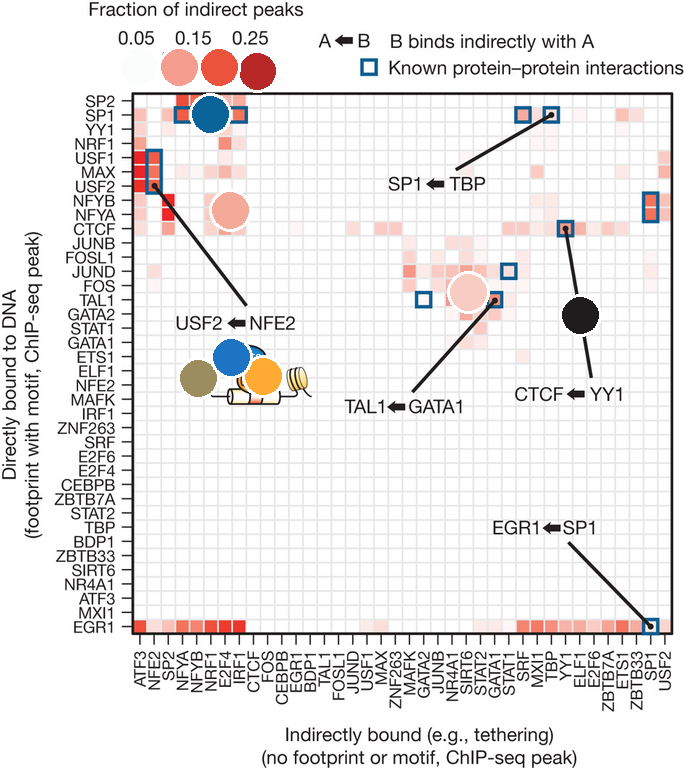 Fraction of indirect peaks
0.05 0.15 0.25
A B B binds indirectly with A
Known protein–protein interactions
Directly bound to DNA
(footprint with motif, ChIP-seq peak)
SP2
SP1
YY1
NRF1
USF1
MAX
USF2
NFYB
NFYA
CTCF
JUNB
FOSL1
JUND
FOS
TAL1
GATA2
STAT1
GATA1
ETS1
ELF1
NFE2
MAFK
IRF1
ZNF263
SRF
E2F6
E2F4
CEBPB
ZBTB7A
STAT2
TBP
BDP1
ZBTB33
SIRT6
NR4A1
ATF3
MXI1
EGR1
SP1 TBP
USF2 NFE2
TAL1 GATA1
CTCF YY1
EGR1 SP1
ATF3
NFE2
SP2
NFYA
NFYB
NRF1
E2F4
IRF1
CTCF
FOS
CEBPB
EGR1
BDP1
TAL1
FOSL1
JUND
USF1
MAX
ZNF263
MAFK
GATA2
JUNB
NR4A1
SIRT6
STAT2
GATA1
STAT1
SRF
MXI1
TBP
YY1
ELF1
E2F6
ZBTB7A
ETS1
ZBTB33
SP1
USF2
Indirectly bound (e.g., tethering)
(no footprint or motif, ChIP-seq peak)